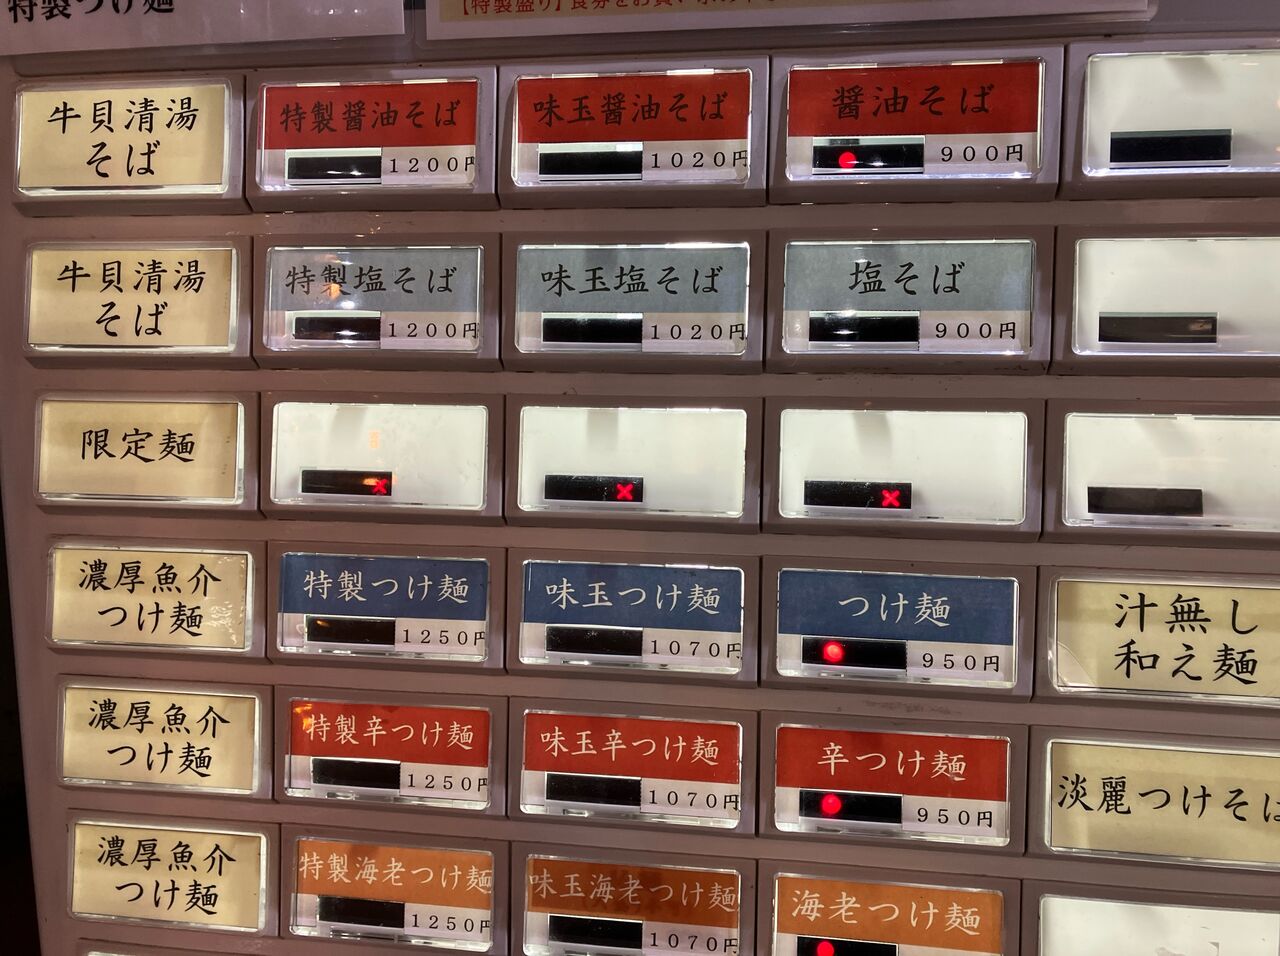 特製つけ麺
牛貝清湯
そば
特製醤油そば
1200円
味玉醤油そば
1020円
醤油そば
900円
牛貝清湯
そば
特製塩そば
1200円
味玉塩そば
1020円
塩そば
900円
限定麺
濃厚魚介
つけ麺
特製つけ麺
1250円
味玉つけ麺
1070円
つけ麺
950円
汁無し
和え麺
濃厚魚介
つけ麺
特製辛つけ麺
1250円
味玉辛つけ麺
1070円
辛つけ麺
950円
淡麗つけそば
濃厚魚介
つけ麺
特製海老つけ麺
1250円
味玉海老つけ麺
1070円
海老つけ麺